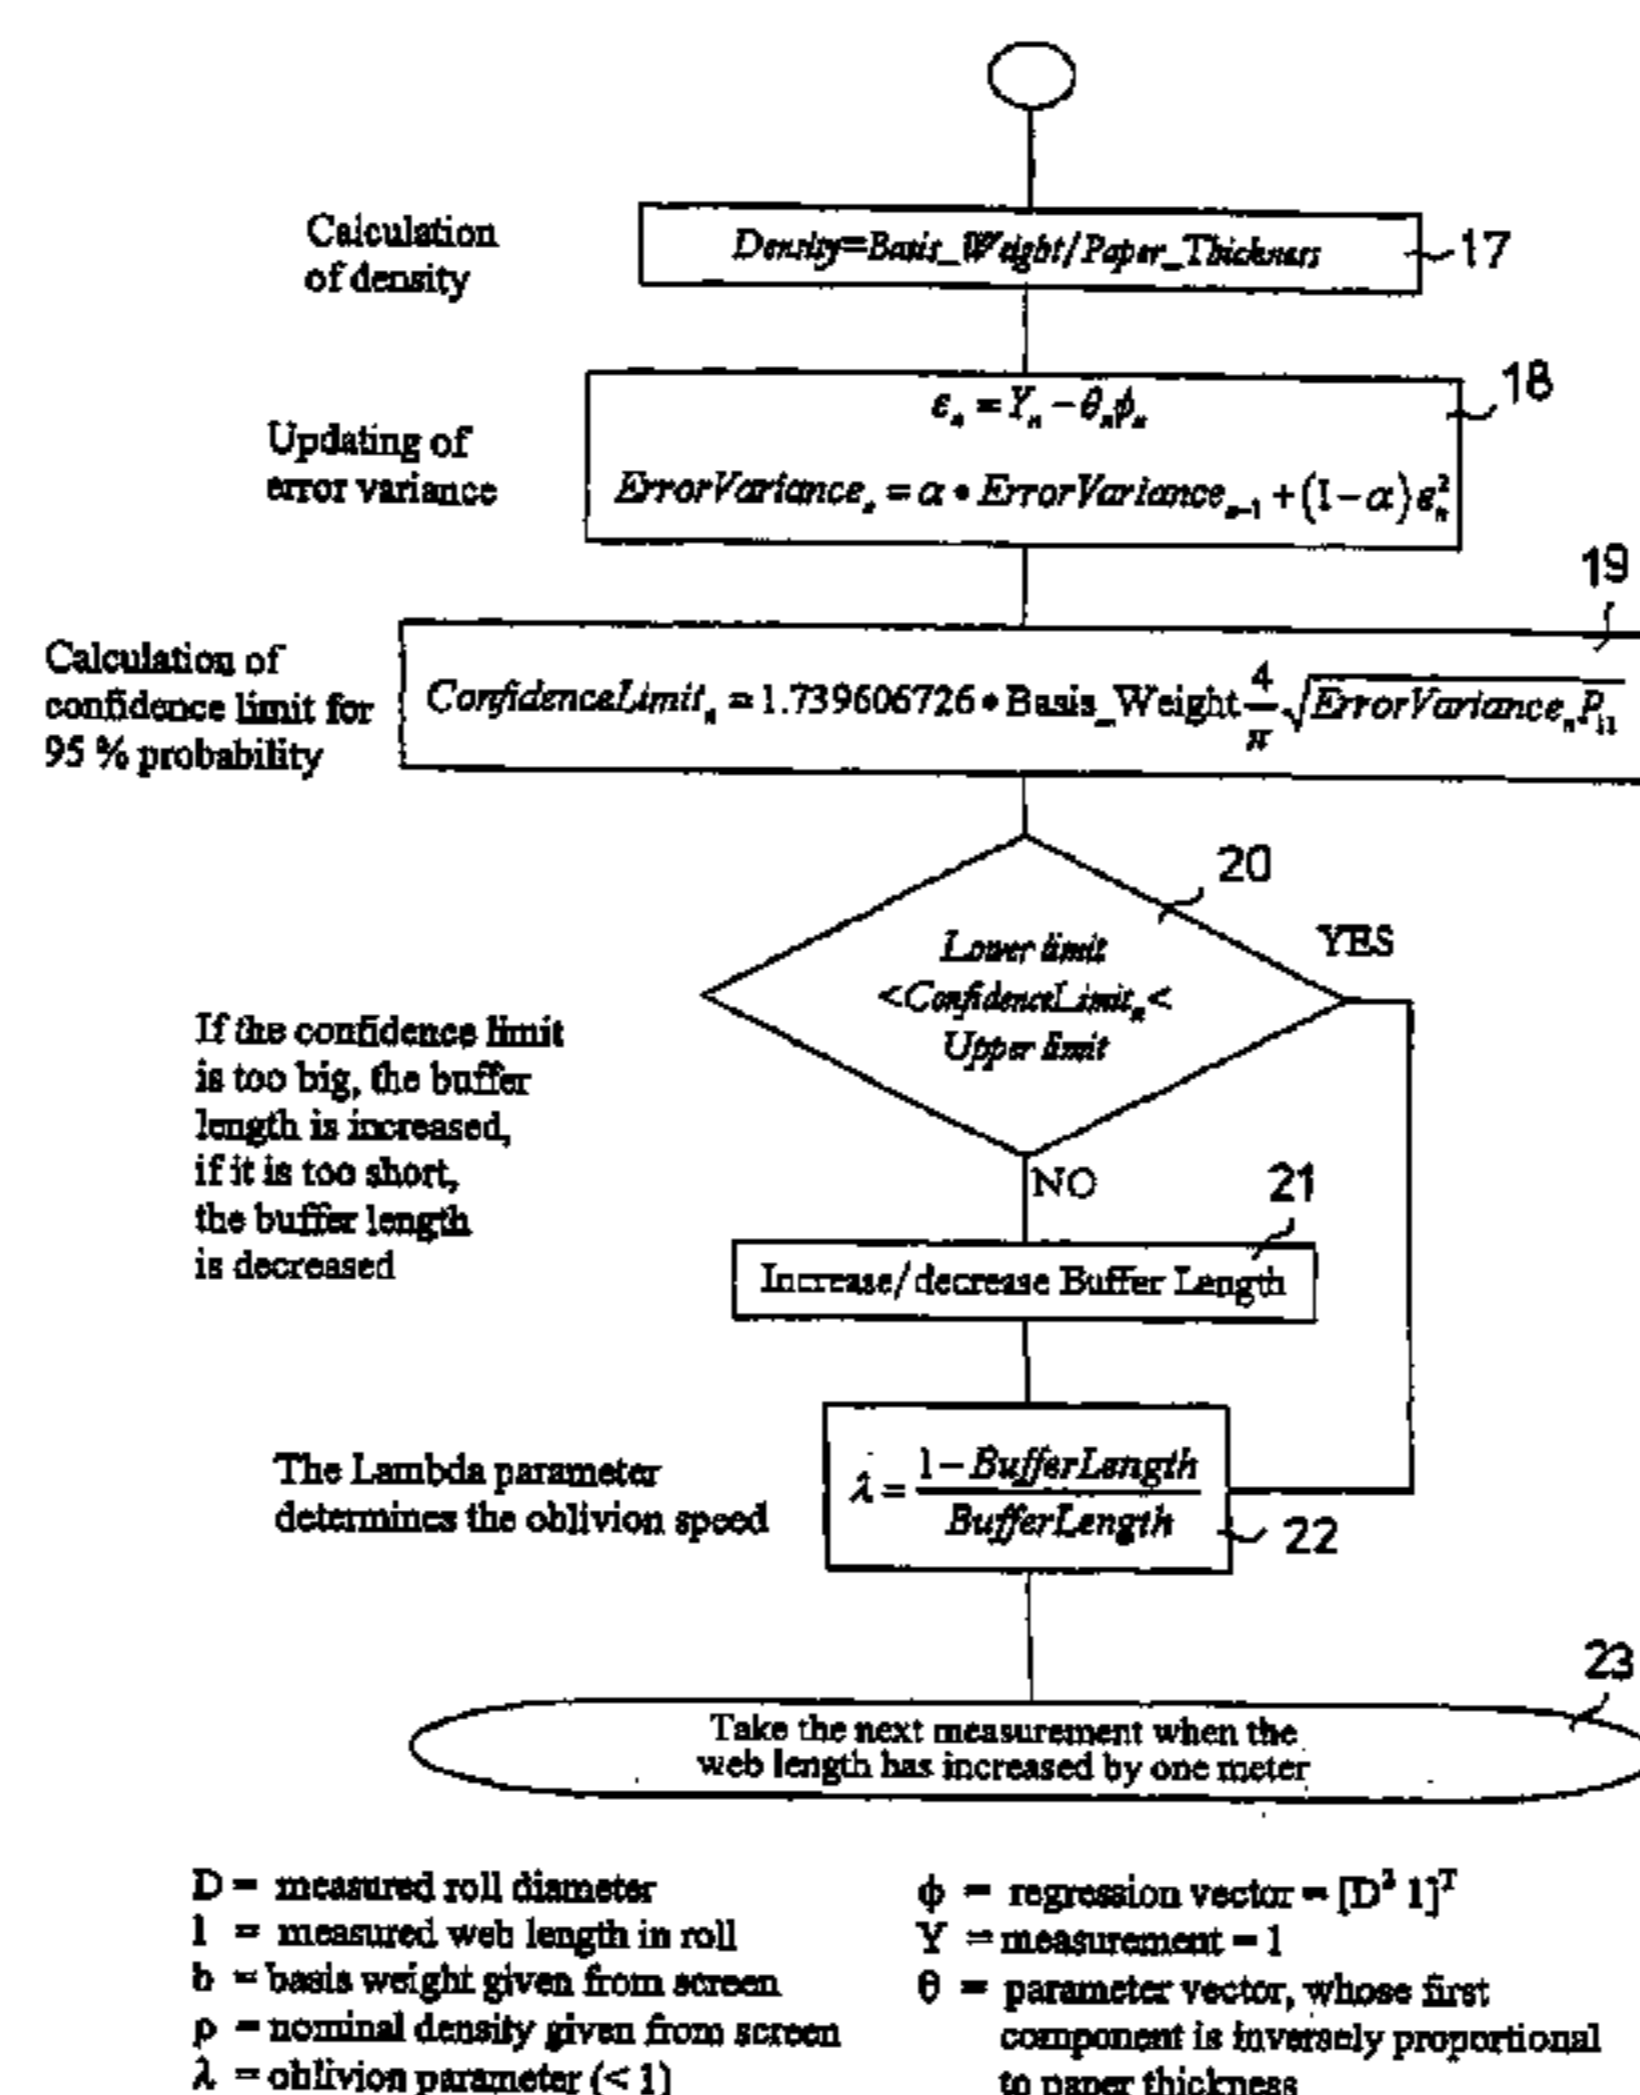 Calculation
of density
Density=Basis_Weight/Paper_Thickness
17
18
Updating of
error variance
εₙ = Yₙ − θₙϕₙ
ErrorVarianceₙ = α • ErrorVarianceₙ₋₁ + (1−α) εₙ²
19
Calculation of
confidence limit for
95 % probability
ConfidenceLimitₙ = 1.739606726 • Basis_Weight 4/π √ErrorVarianceₙP₁₁
20
Lower limit
<ConfidenceLimitₙ<
Upper limit
YES
If the confidence limit
is too big, the buffer
length is increased,
if it is too short,
the buffer length
is decreased
NO
21
Increase/decrease Buffer Length
The Lambda parameter
determines the oblivion speed
λ = 1−BufferLength
BufferLength
22
23
Take the next measurement when the
web length has increased by one meter
D = measured roll diameter
l = measured web length in roll
b = basis weight given from screen
ρ = nominal density given from screen
λ = oblivion parameter (< 1)
ϕ = regression vector = [D² 1]ᵀ
Y = measurement = l
θ = parameter vector, whose first
component is inversely proportional
to paper thickness